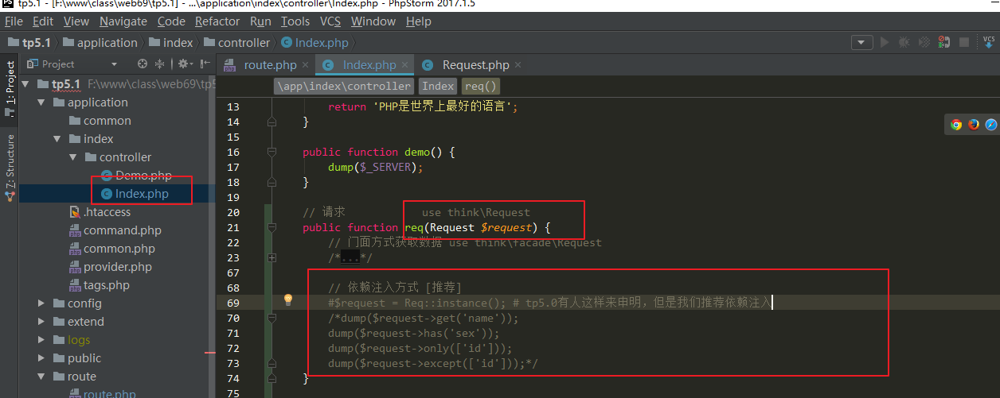 tp5.1 - [F:\www\class\web69\tp5.1] - ...\application\index\controller\Index.php - PhpStorm 2017.1.5
File Edit View Navigate Code Refactor Run Tools VCS Window Help
tp5.1 application index controller Index.php
VCS
1: Project
7: Structure
Project
route.php Index.php Request.php
\app\index\controller Index req()
tp5.1 F:\www\class\web69\tp5
application
common
index
controller
Demo.php
Index.php
.htaccess
command.php
common.php
provider.php
tags.php
config
extend
logs
public
route
route.php
13 return 'PHP是世界上最好的语言';
14 }
15
16 public function demo() {
17 dump($_SERVER);
18 }
19
20 // 请求 use think\Request
21 public function req(Request $request) {
22 // 门面方式获取数据 use think\facade\Request
23 /*...*/
67
68 // 依赖注入方式 [推荐]
69 #$request = Req::instance(); # tp5.0有人这样来申明，但是我们推荐依赖注入
70 /*dump($request->get('name'));
71 dump($request->has('sex'));
72 dump($request->only(['id']));
73 dump($request->except(['id']));*/
74 }
75